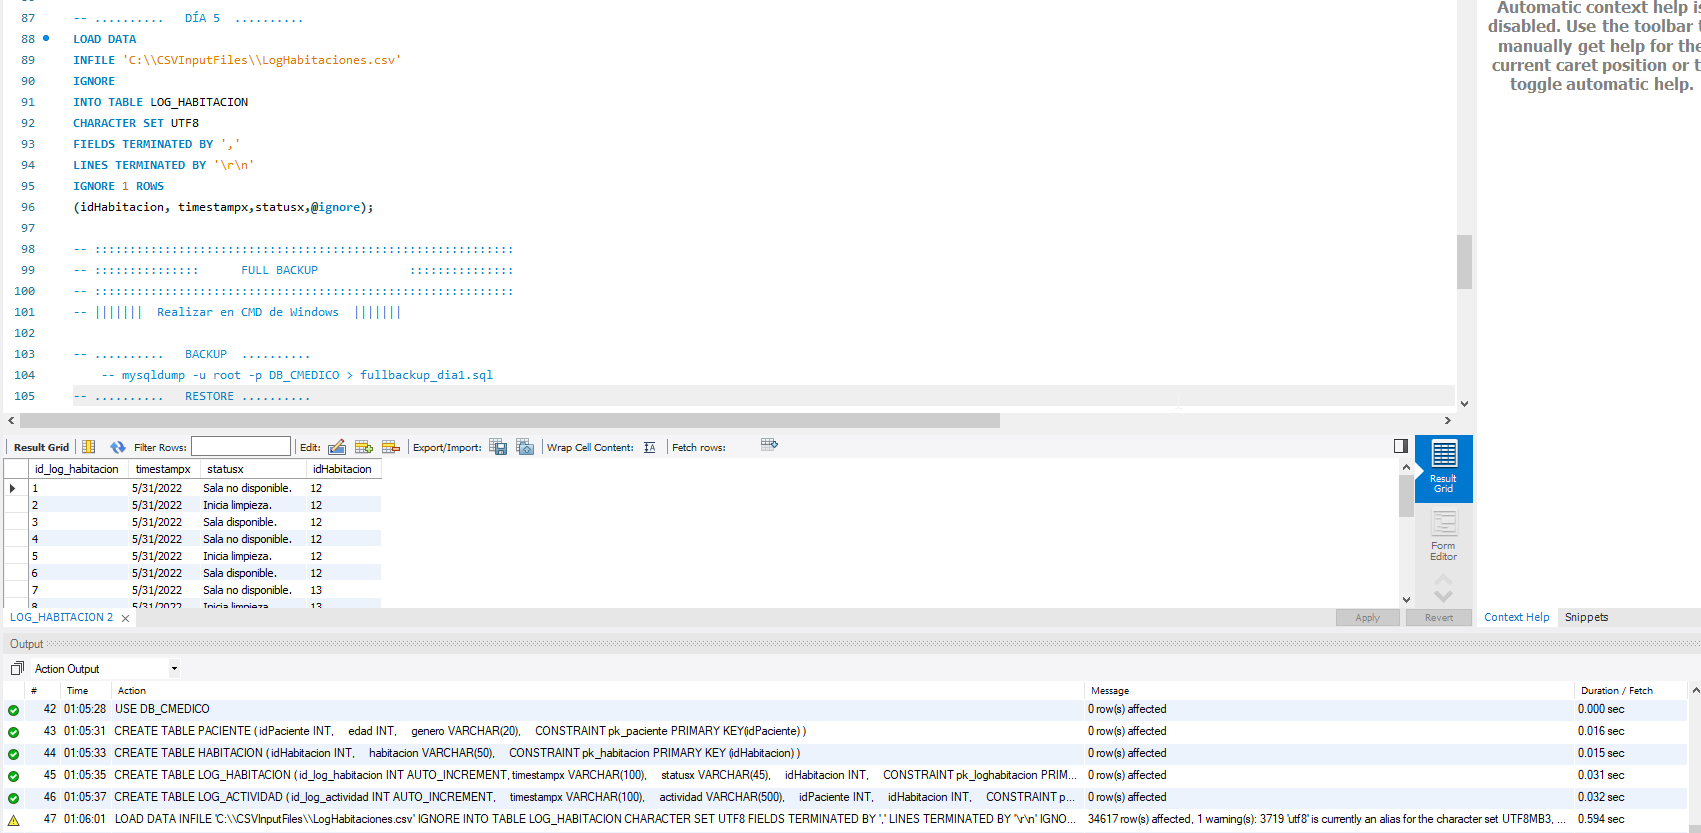 87 -- .......... DÍA 5 ..........
88 LOAD DATA
89 INFILE 'C:\\CSVInputFiles\\LogHabitaciones.csv'
90 IGNORE
91 INTO TABLE LOG_HABITACION
92 CHARACTER SET UTF8
93 FIELDS TERMINATED BY ','
94 LINES TERMINATED BY '\r\n'
95 IGNORE 1 ROWS
96 (idHabitacion, timestampx,statusx,@ignore);
97
98 -- ::::::::::::::::::::::::::::::::::::::::::::::::::::::::::::
99 -- ::::::::::::::: FULL BACKUP :::::::::::::::
100 -- ::::::::::::::::::::::::::::::::::::::::::::::::::::::::::::
101 -- ||||||| Realizar en CMD de Windows |||||||
102
103 -- .......... BACKUP ..........
104 -- mysqldump -u root -p DB_CMEDICO > fullbackup_dia1.sql
105 -- .......... RESTORE ..........
Automatic context help is
disabled. Use the toolbar t
manually get help for the
current caret position or t
toggle automatic help.
Result Grid Filter Rows: Edit: Export/Import: Wrap Cell Content: Fetch rows:
id_log_habitacion timestampx statusx idHabitacion
1 5/31/2022 Sala no disponible. 12
2 5/31/2022 Inicia limpieza. 12
3 5/31/2022 Sala disponible. 12
4 5/31/2022 Sala no disponible. 12
5 5/31/2022 Inicia limpieza. 12
6 5/31/2022 Sala disponible. 12
7 5/31/2022 Sala no disponible. 13
8 5/31/2022 Inicia limpieza. 13
Result
Grid
Form
Editor
LOG_HABITACION 2 Apply Revert Context Help Snippets
Output
Action Output
# Time Action Message Duration / Fetch
42 01:05:28 USE DB_CMEDICO 0 row(s) affected 0.000 sec
43 01:05:31 CREATE TABLE PACIENTE ( idPaciente INT, edad INT, genero VARCHAR(20), CONSTRAINT pk_paciente PRIMARY KEY(idPaciente) ) 0 row(s) affected 0.016 sec
44 01:05:33 CREATE TABLE HABITACION ( idHabitacion INT, habitacion VARCHAR(50), CONSTRAINT pk_habitacion PRIMARY KEY (idHabitacion) ) 0 row(s) affected 0.015 sec
45 01:05:35 CREATE TABLE LOG_HABITACION ( id_log_habitacion INT AUTO_INCREMENT, timestampx VARCHAR(100), statusx VARCHAR(45), idHabitacion INT, CONSTRAINT pk_loghabitacion PRIM... 0 row(s) affected 0.031 sec
46 01:05:37 CREATE TABLE LOG_ACTIVIDAD ( id_log_actividad INT AUTO_INCREMENT, timestampx VARCHAR(100), actividad VARCHAR(500), idPaciente INT, idHabitacion INT, CONSTRAINT p... 0 row(s) affected 0.032 sec
47 01:06:01 LOAD DATA INFILE 'C:\\CSVInputFiles\\LogHabitaciones.csv' IGNORE INTO TABLE LOG_HABITACION CHARACTER SET UTF8 FIELDS TERMINATED BY ',' LINES TERMINATED BY '\r\n' IGNO... 34617 row(s) affected, 1 warning(s): 3719 'utf8' is currently an alias for the character set UTF8MB3, ... 0.594 sec